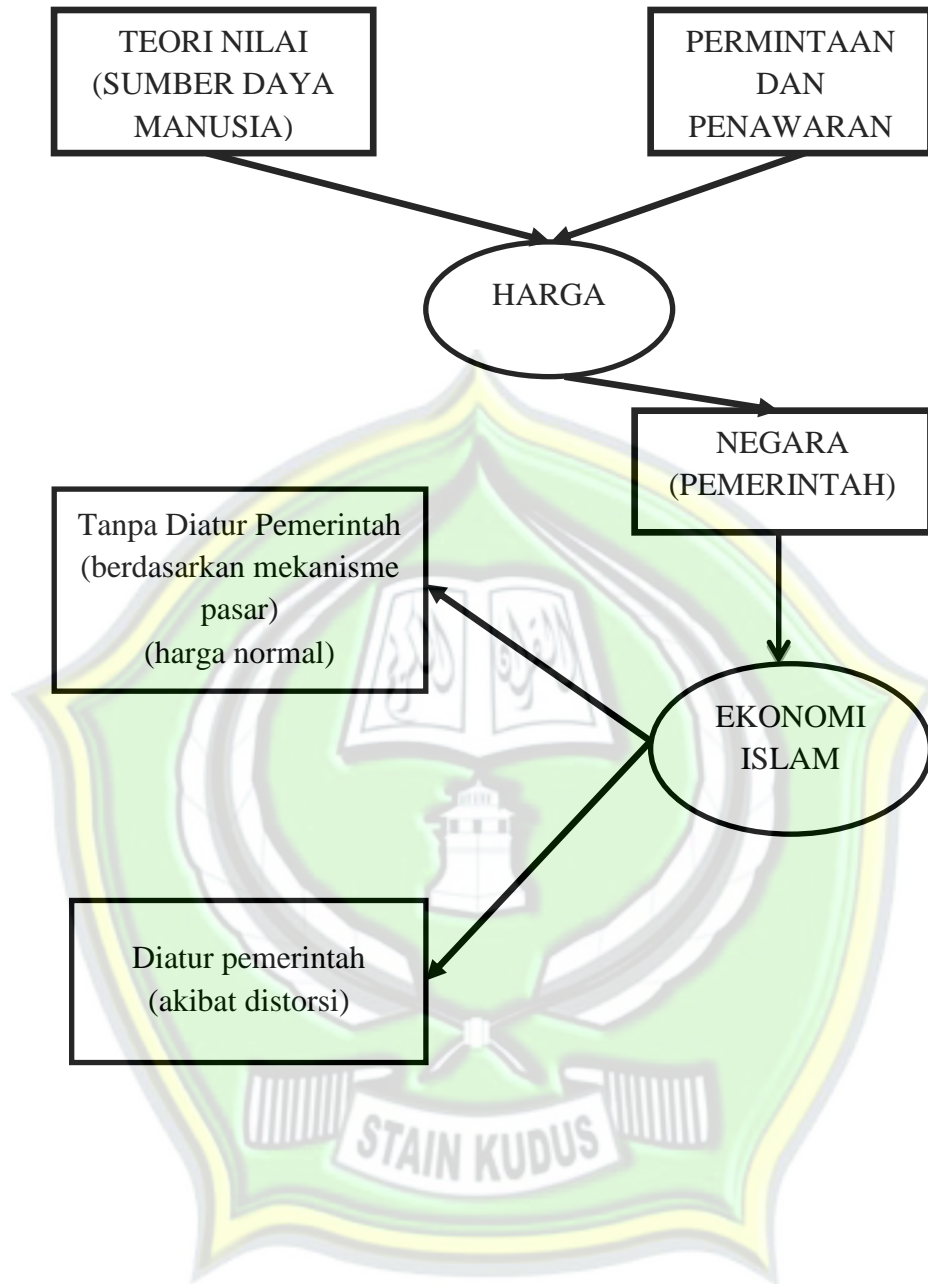 TEORI NILAI
(SUMBER DAYA
MANUSIA)
PERMINTAAN
DAN
PENAWARAN
HARGA
NEGARA
(PEMERINTAH)
Tanpa Diatur Pemerintah
(berdasarkan mekanisme
pasar)
(harga normal)
EKONOMI
ISLAM
Diatur pemerintah
(akibat distorsi)
STAIN KUDUS